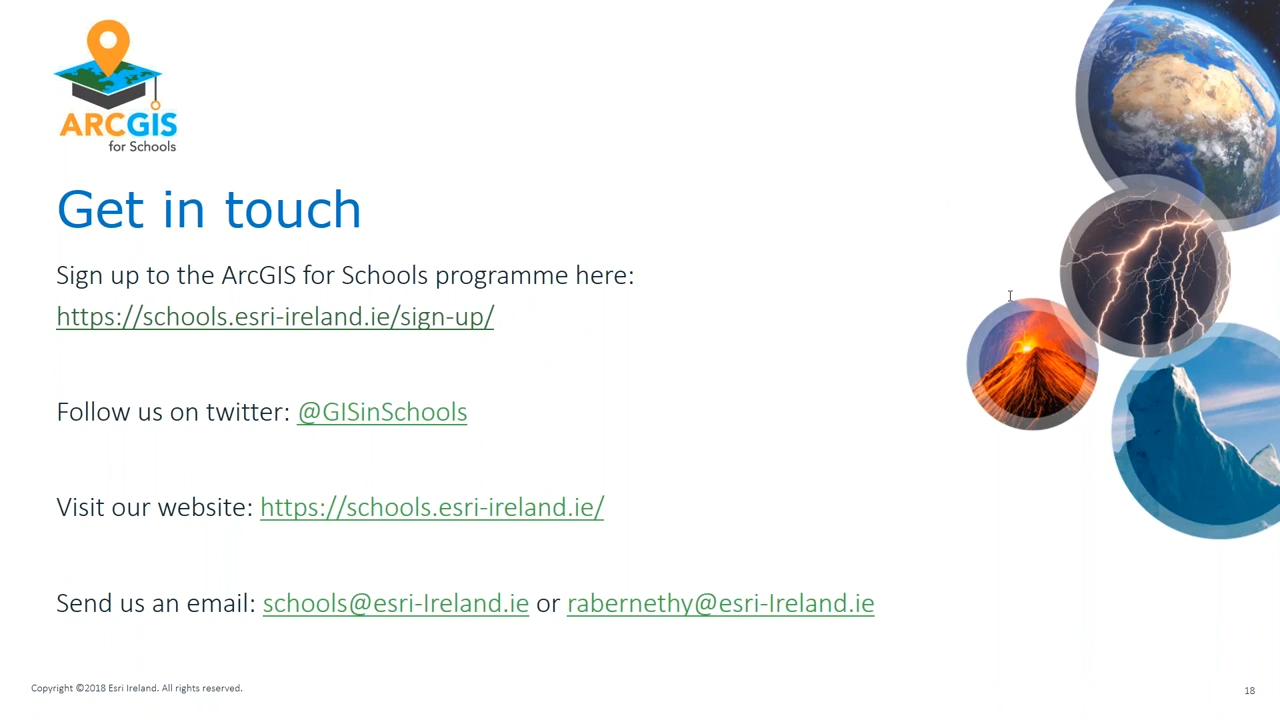 ARCGIS
for Schools
Get in touch
Sign up to the ArcGIS for Schools programme here:
https://schools.esri-ireland.ie/sign-up/
Follow us on twitter: @GISinSchools
Visit our website: https://schools.esri-ireland.ie/
Send us an email: schools@esri-Ireland.ie or rabernethy@esri-Ireland.ie
Copyright ©2018 Esri Ireland. All rights reserved.
18